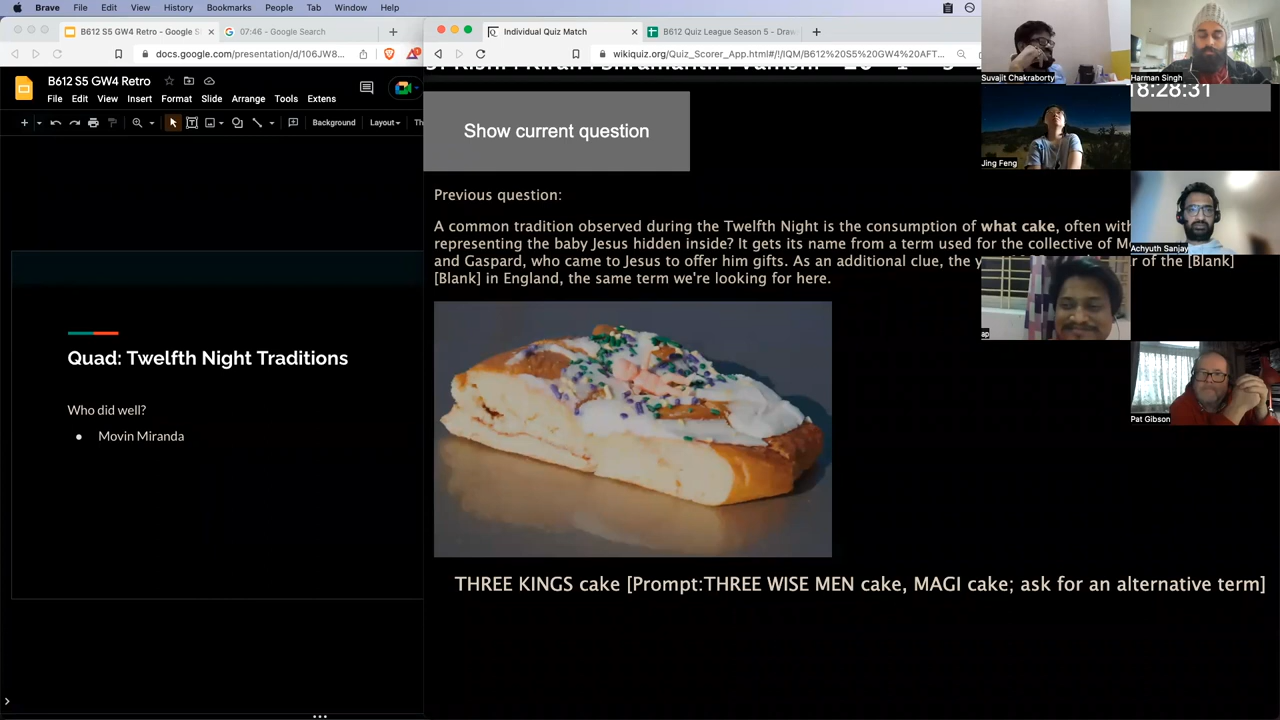 Brave File Edit View History Bookmarks People Tab Window Help
B612 S5 GW4 Retro - Google S
07:46 - Google Search
docs.google.com/presentation/d/106JW8...
B612 S5 GW4 Retro
File Edit View Insert Format Slide Arrange Tools Extens
Background Layout
Quad: Twelfth Night Traditions
Who did well?
● Movin Miranda
Individual Quiz Match
B612 Quiz League Season 5 - Draw
wikiquiz.org/Quiz_Scorer_App.html#/!/IQM/B612%20S5%20GW4%20AFT...
18:28:31
Show current question
Previous question:
A common tradition observed during the Twelfth Night is the consumption of what cake, often with
representing the baby Jesus hidden inside? It gets its name from a term used for the collective of
and Gaspard, who came to Jesus to offer him gifts. As an additional clue, the of the [Blank]
[Blank] in England, the same term we're looking for here.
THREE KINGS cake [Prompt:THREE WISE MEN cake, MAGI cake; ask for an alternative term]
Suvajit Chakraborty
Harman Singh
Jing Feng
Achyuth Sanjay
ap
Pat Gibson